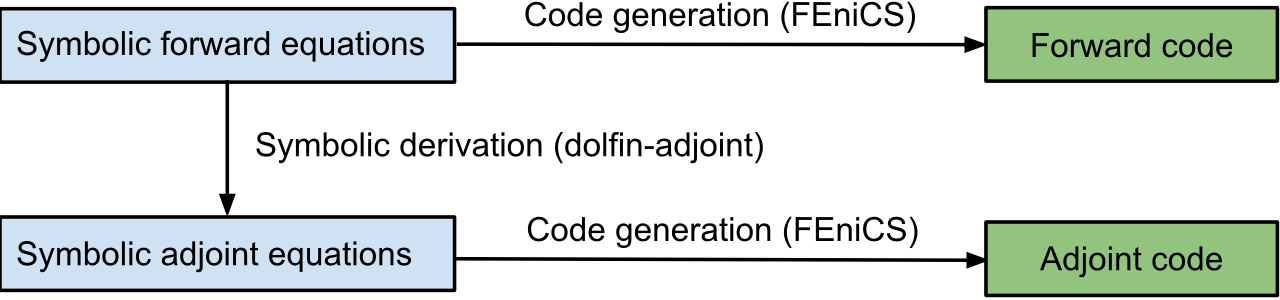 Code generation (FEniCS)
Symbolic forward equations
Forward code
Symbolic derivation (dolfin-adjoint)
Code generation (FEniCS)
Symbolic adjoint equations
Adjoint code